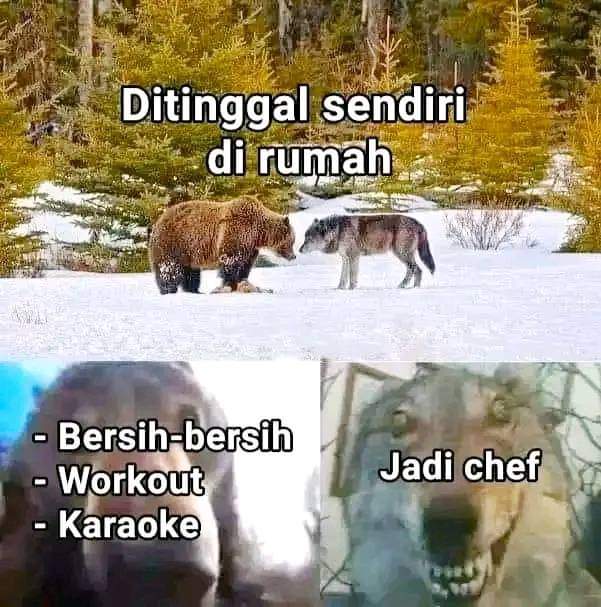 Ditinggal sendiri
di rumah
- Bersih-bersih
- Workout
- Karaoke
Jadi chef